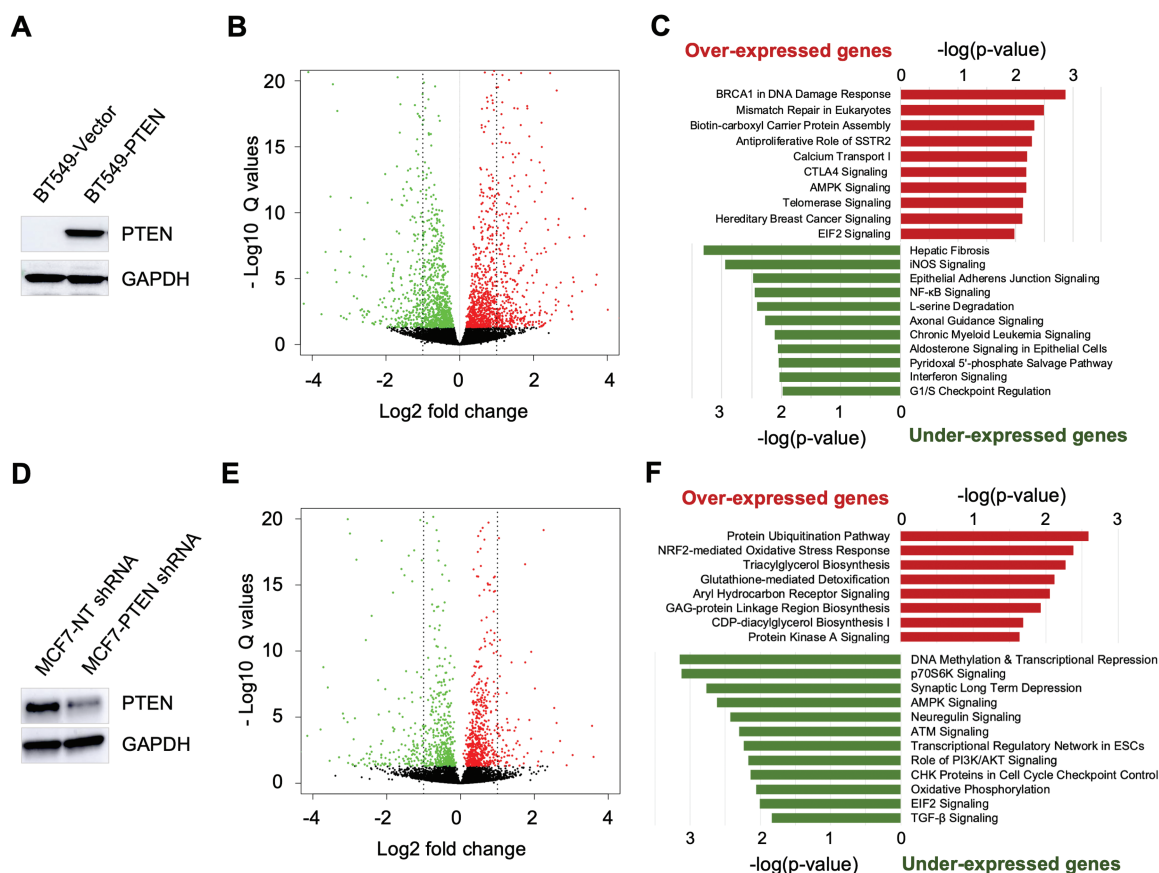 A
BT549-Vector
BT549-PTEN
PTEN
GAPDH
B
20
15
10
5
0
- Log10 Q values
-4
-2
0
2
4
Log2 fold change
C
Over-expressed genes
-log(p-value)
0 1 2 3
BRCA1 in DNA Damage Response
Mismatch Repair in Eukaryotes
Biotin-carboxyl Carrier Protein Assembly
Antiproliferative Role of SSTR2
Calcium Transport I
CTLA4 Signaling
AMPK Signaling
Telomerase Signaling
Hereditary Breast Cancer Signaling
EIF2 Signaling
Hepatic Fibrosis
iNOS Signaling
Epithelial Adherens Junction Signaling
NF-κB Signaling
L-serine Degradation
Axonal Guidance Signaling
Chronic Myeloid Leukemia Signaling
Aldosterone Signaling in Epithelial Cells
Pyridoxal 5'-phosphate Salvage Pathway
Interferon Signaling
G1/S Checkpoint Regulation
3 2 1 0
-log(p-value)
Under-expressed genes
D
MCF7-NT shRNA
MCF7-PTEN shRNA
PTEN
GAPDH
E
20
15
10
5
0
- Log10 Q values
-4
-2
0
2
4
Log2 fold change
F
Over-expressed genes
-log(p-value)
0 1 2 3
Protein Ubiquitination Pathway
NRF2-mediated Oxidative Stress Response
Triacylglycerol Biosynthesis
Glutathione-mediated Detoxification
Aryl Hydrocarbon Receptor Signaling
GAG-protein Linkage Region Biosynthesis
CDP-diacylglycerol Biosynthesis I
Protein Kinase A Signaling
DNA Methylation & Transcriptional Repression
p70S6K Signaling
Synaptic Long Term Depression
AMPK Signaling
Neuregulin Signaling
ATM Signaling
Transcriptional Regulatory Network in ESCs
Role of PI3K/AKT Signaling
CHK Proteins in Cell Cycle Checkpoint Control
Oxidative Phosphorylation
EIF2 Signaling
TGF-β Signaling
3 2 1 0
-log(p-value)
Under-expressed genes